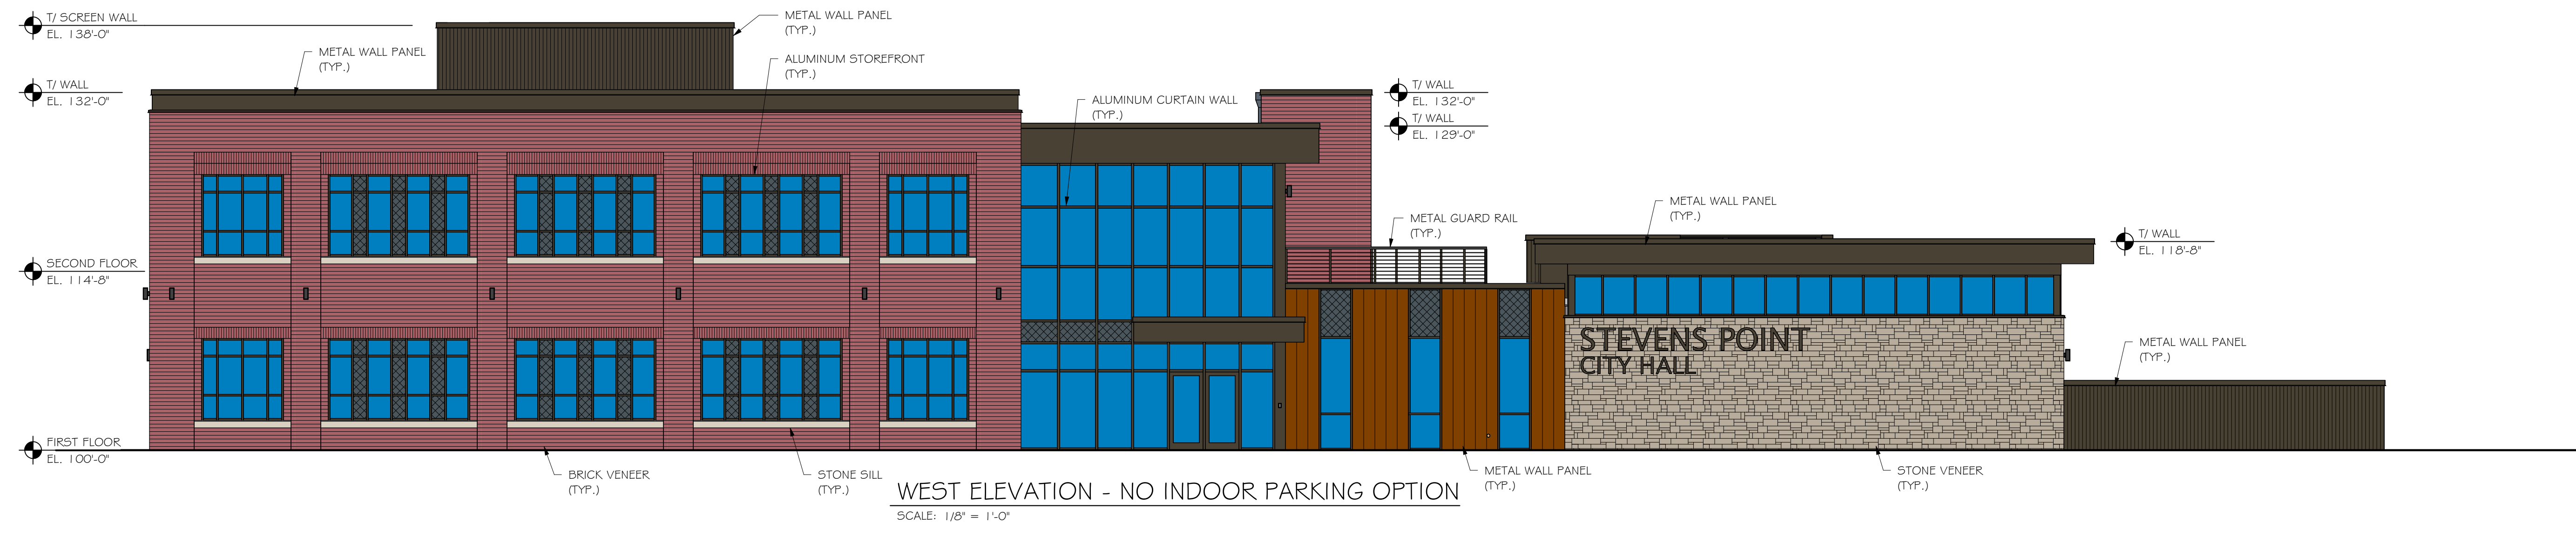 T/ SCREEN WALL
EL. 138'-0"
METAL WALL PANEL
(TYP.)
METAL WALL PANEL
(TYP.)
ALUMINUM STOREFRONT
(TYP.)
T/ WALL
EL. 132'-0"
ALUMINUM CURTAIN WALL
(TYP.)
T/ WALL
EL. 132'-0"
T/ WALL
EL. 129'-0"
METAL GUARD RAIL
(TYP.)
METAL WALL PANEL
(TYP.)
T/ WALL
EL. 118'-8"
SECOND FLOOR
EL. 114'-8"
STEVENS POINT
CITY HALL
METAL WALL PANEL
(TYP.)
FIRST FLOOR
EL. 100'-0"
BRICK VENEER
(TYP.)
STONE SILL
(TYP.)
METAL WALL PANEL
(TYP.)
STONE VENEER
(TYP.)
WEST ELEVATION - NO INDOOR PARKING OPTION
SCALE: 1/8" = 1'-0"